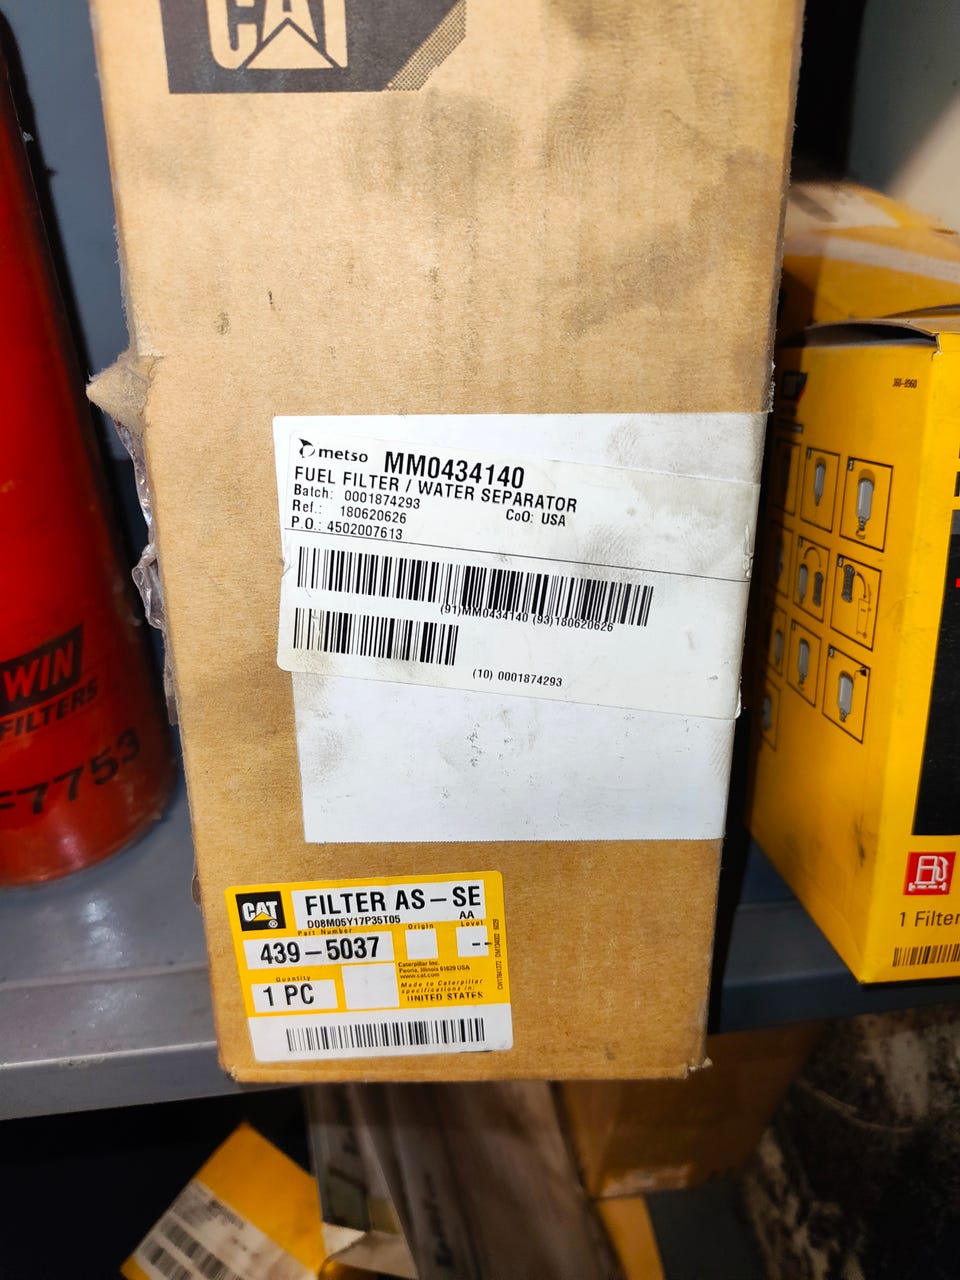 CAT
metso MM0434140
FUEL FILTER / WATER SEPARATOR
Batch: 0001874293
Ref.: 180620626 CoO: USA
P.O.: 4502007613
(91)MM0434140 (93)180620626
(10) 0001874293
CAT ®
FILTER AS-SE
D08M05Y17P35T05 AA
Part Number Origin Level
439-5037 --
Quantity
1 PC
Caterpillar Inc.
Peoria, Illinois 61629 USA
www.cat.com
Made to Caterpillar
specifications in:
UNITED STATES
WIN
FILTERS
F7753
360-8960
1 Filter